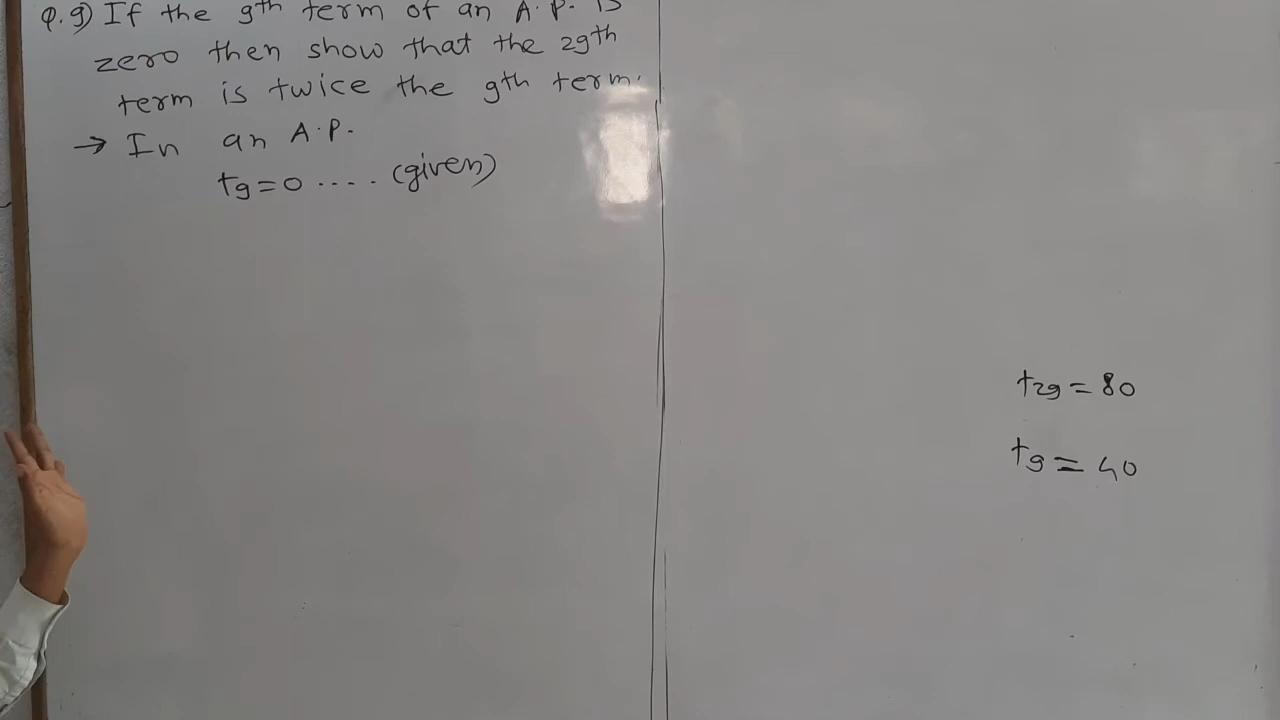 Q.9) If the 9th term of an A.P. is
zero then show that the 29th
term is twice the 9th term.
→ In an A.P.
t9 = 0 .... (given)
t29 = 80
t9 = 40